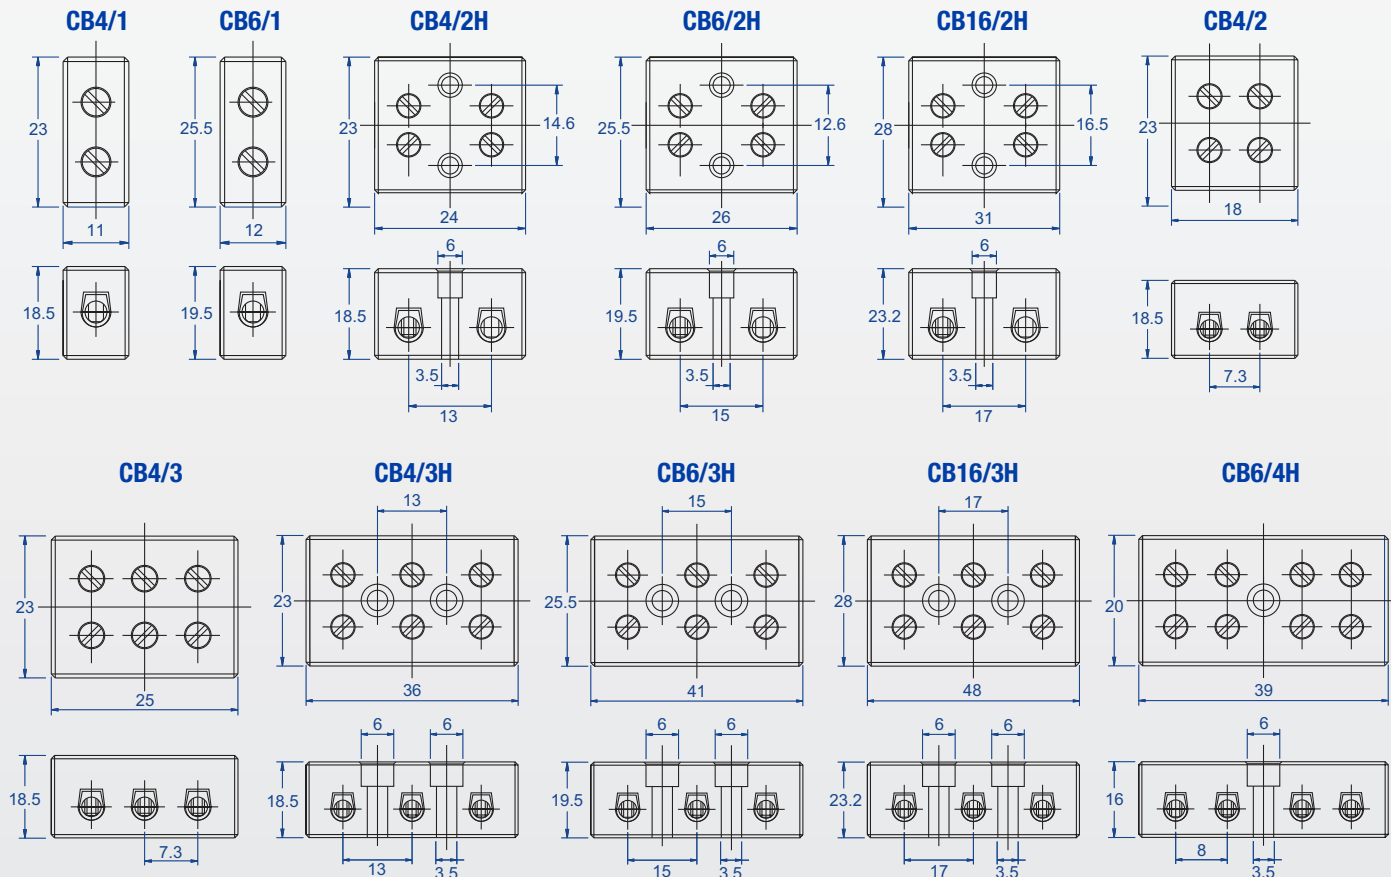 CB4/1 CB6/1 CB4/2H CB6/2H CB16/2H CB4/2
23 25.5 23 14.6 25.5 12.6 28 16.5 23
11 12 24 26 31 18
6 6 6
18.5 19.5 18.5 19.5 23.2 18.5
3.5 3.5 3.5 7.3
13 15 17
CB4/3 CB4/3H CB6/3H CB16/3H CB6/4H
13 15 17
23 23 25.5 28 20
25 36 41 48 39
6 6 6 6 6 6 6
18.5 18.5 19.5 23.2 16
7.3 13 3.5 15 3.5 17 3.5 8 3.5